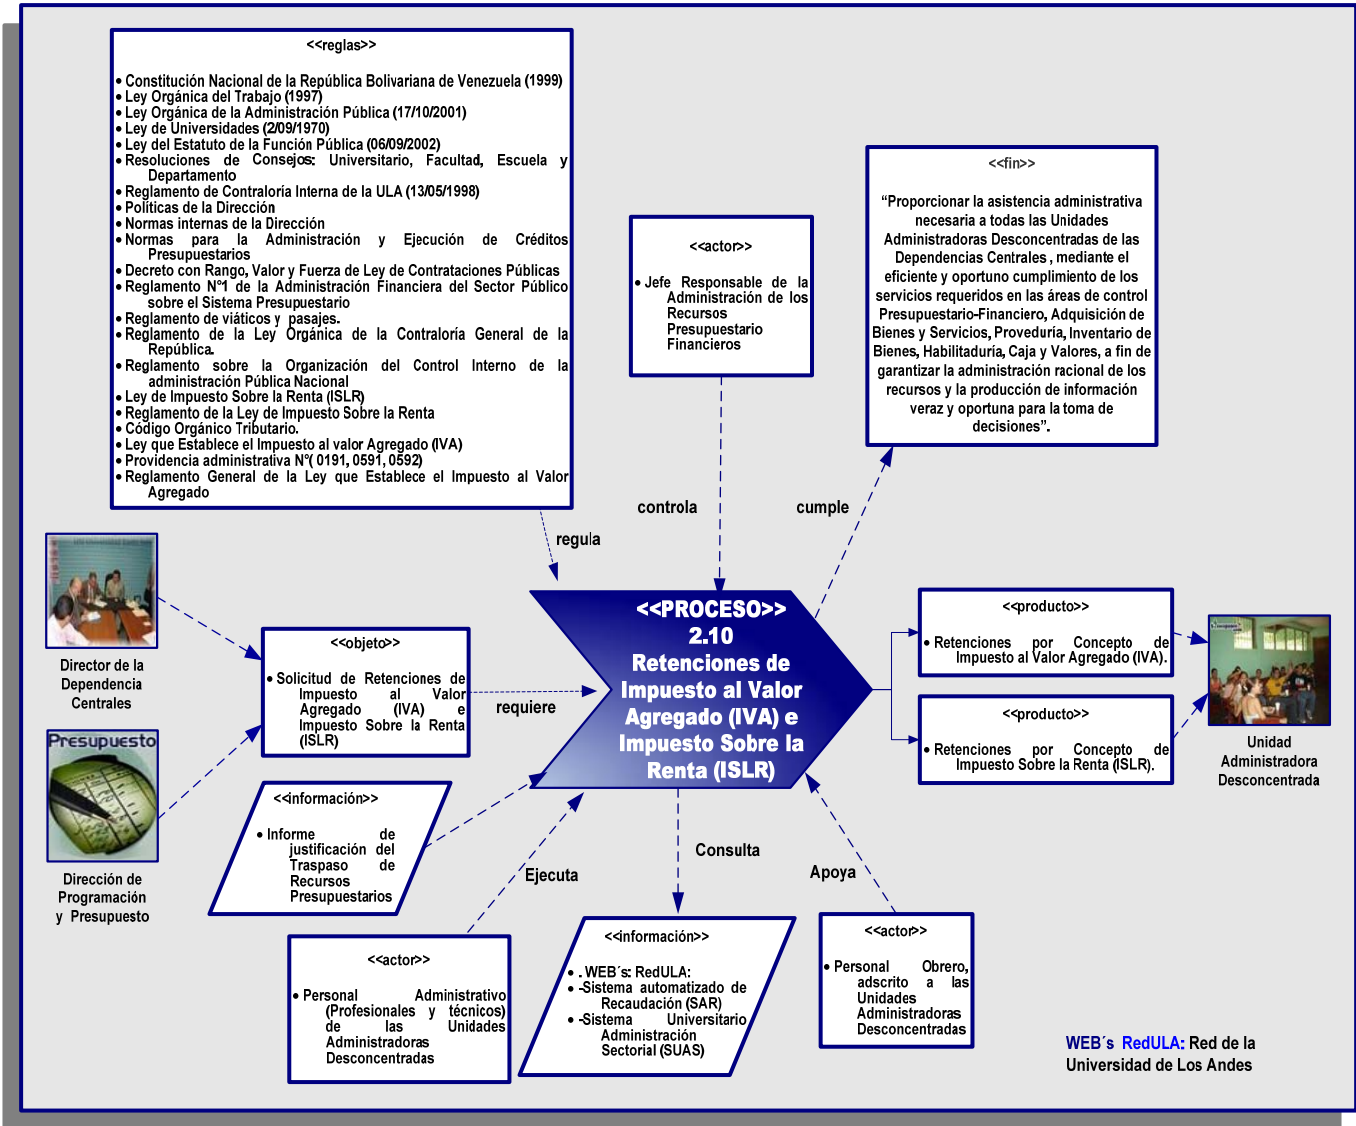 <<reglas>>
• Constitución Nacional de la República Bolivariana de Venezuela (1999)
• Ley Orgánica del Trabajo (1997)
• Ley Orgánica de la Administración Pública (17/10/2001)
• Ley de Universidades (2/09/1970)
• Ley del Estatuto de la Función Pública (06/09/2002)
• Resoluciones de Consejos: Universitario, Facultad, Escuela y
Departamento
• Reglamento de Contraloría Interna de la ULA (13/05/1998)
• Políticas de la Dirección
• Normas internas de la Dirección
• Normas para la Administración y Ejecución de Créditos
Presupuestarios
• Decreto con Rango, Valor y Fuerza de Ley de Contrataciones Públicas
• Reglamento N°1 de la Administración Financiera del Sector Público
sobre el Sistema Presupuestario
• Reglamento de viáticos y pasajes.
• Reglamento de la Ley Orgánica de la Contraloría General de la
República.
• Reglamento sobre la Organización del Control Interno de la
administración Pública Nacional
• Ley de Impuesto Sobre la Renta (ISLR)
• Reglamento de la Ley de Impuesto Sobre la Renta
• Código Orgánico Tributario.
• Ley que Establece el Impuesto al valor Agregado (IVA)
• Providencia administrativa N°( 0191, 0591, 0592)
• Reglamento General de la Ley que Establece el Impuesto al Valor
Agregado
<<actor>>
• Jefe Responsable de la
Administración de los
Recursos
Presupuestario
Financieros
<<fin>>
“Proporcionar la asistencia administrativa
necesaria a todas las Unidades
Administradoras Desconcentradas de las
Dependencias Centrales , mediante el
eficiente y oportuno cumplimiento de los
servicios requeridos en las áreas de control
Presupuestario-Financiero, Adquisición de
Bienes y Servicios, Proveduría, Inventario de
Bienes, Habilitaduría, Caja y Valores, a fin de
garantizar la administración racional de los
recursos y la producción de información
veraz y oportuna para la toma de
decisiones”.
regula
controla
cumple
Director de la
Dependencia
Centrales
Presupuesto
Dirección de
Programación
y Presupuesto
<<objeto>>
• Solicitud de Retenciones de
Impuesto al Valor
Agregado (IVA) e
Impuesto Sobre la Renta
(ISLR)
requiere
<<PROCESO>>
2.10
Retenciones de
Impuesto al Valor
Agregado (IVA) e
Impuesto Sobre la
Renta (ISLR)
<<producto>>
• Retenciones por Concepto de
Impuesto al Valor Agregado (IVA).
<<producto>>
• Retenciones por Concepto de
Impuesto Sobre la Renta (ISLR).
Unidad
Administradora
Desconcentrada
<<información>>
• Informe de
justificación del
Traspaso de
Recursos
Presupuestarios
Ejecuta
Consulta
Apoya
<<actor>>
• Personal Administrativo
(Profesionales y técnicos)
de las Unidades
Administradoras
Desconcentradas
<<información>>
• . WEB´s: RedULA:
• -Sistema automatizado de
Recaudación (SAR)
• -Sistema Universitario
Administración
Sectorial (SUAS)
<<actor>>
• Personal Obrero,
adscrito a las
Unidades
Administradoras
Desconcentradas
WEB´s RedULA: Red de la
Universidad de Los Andes